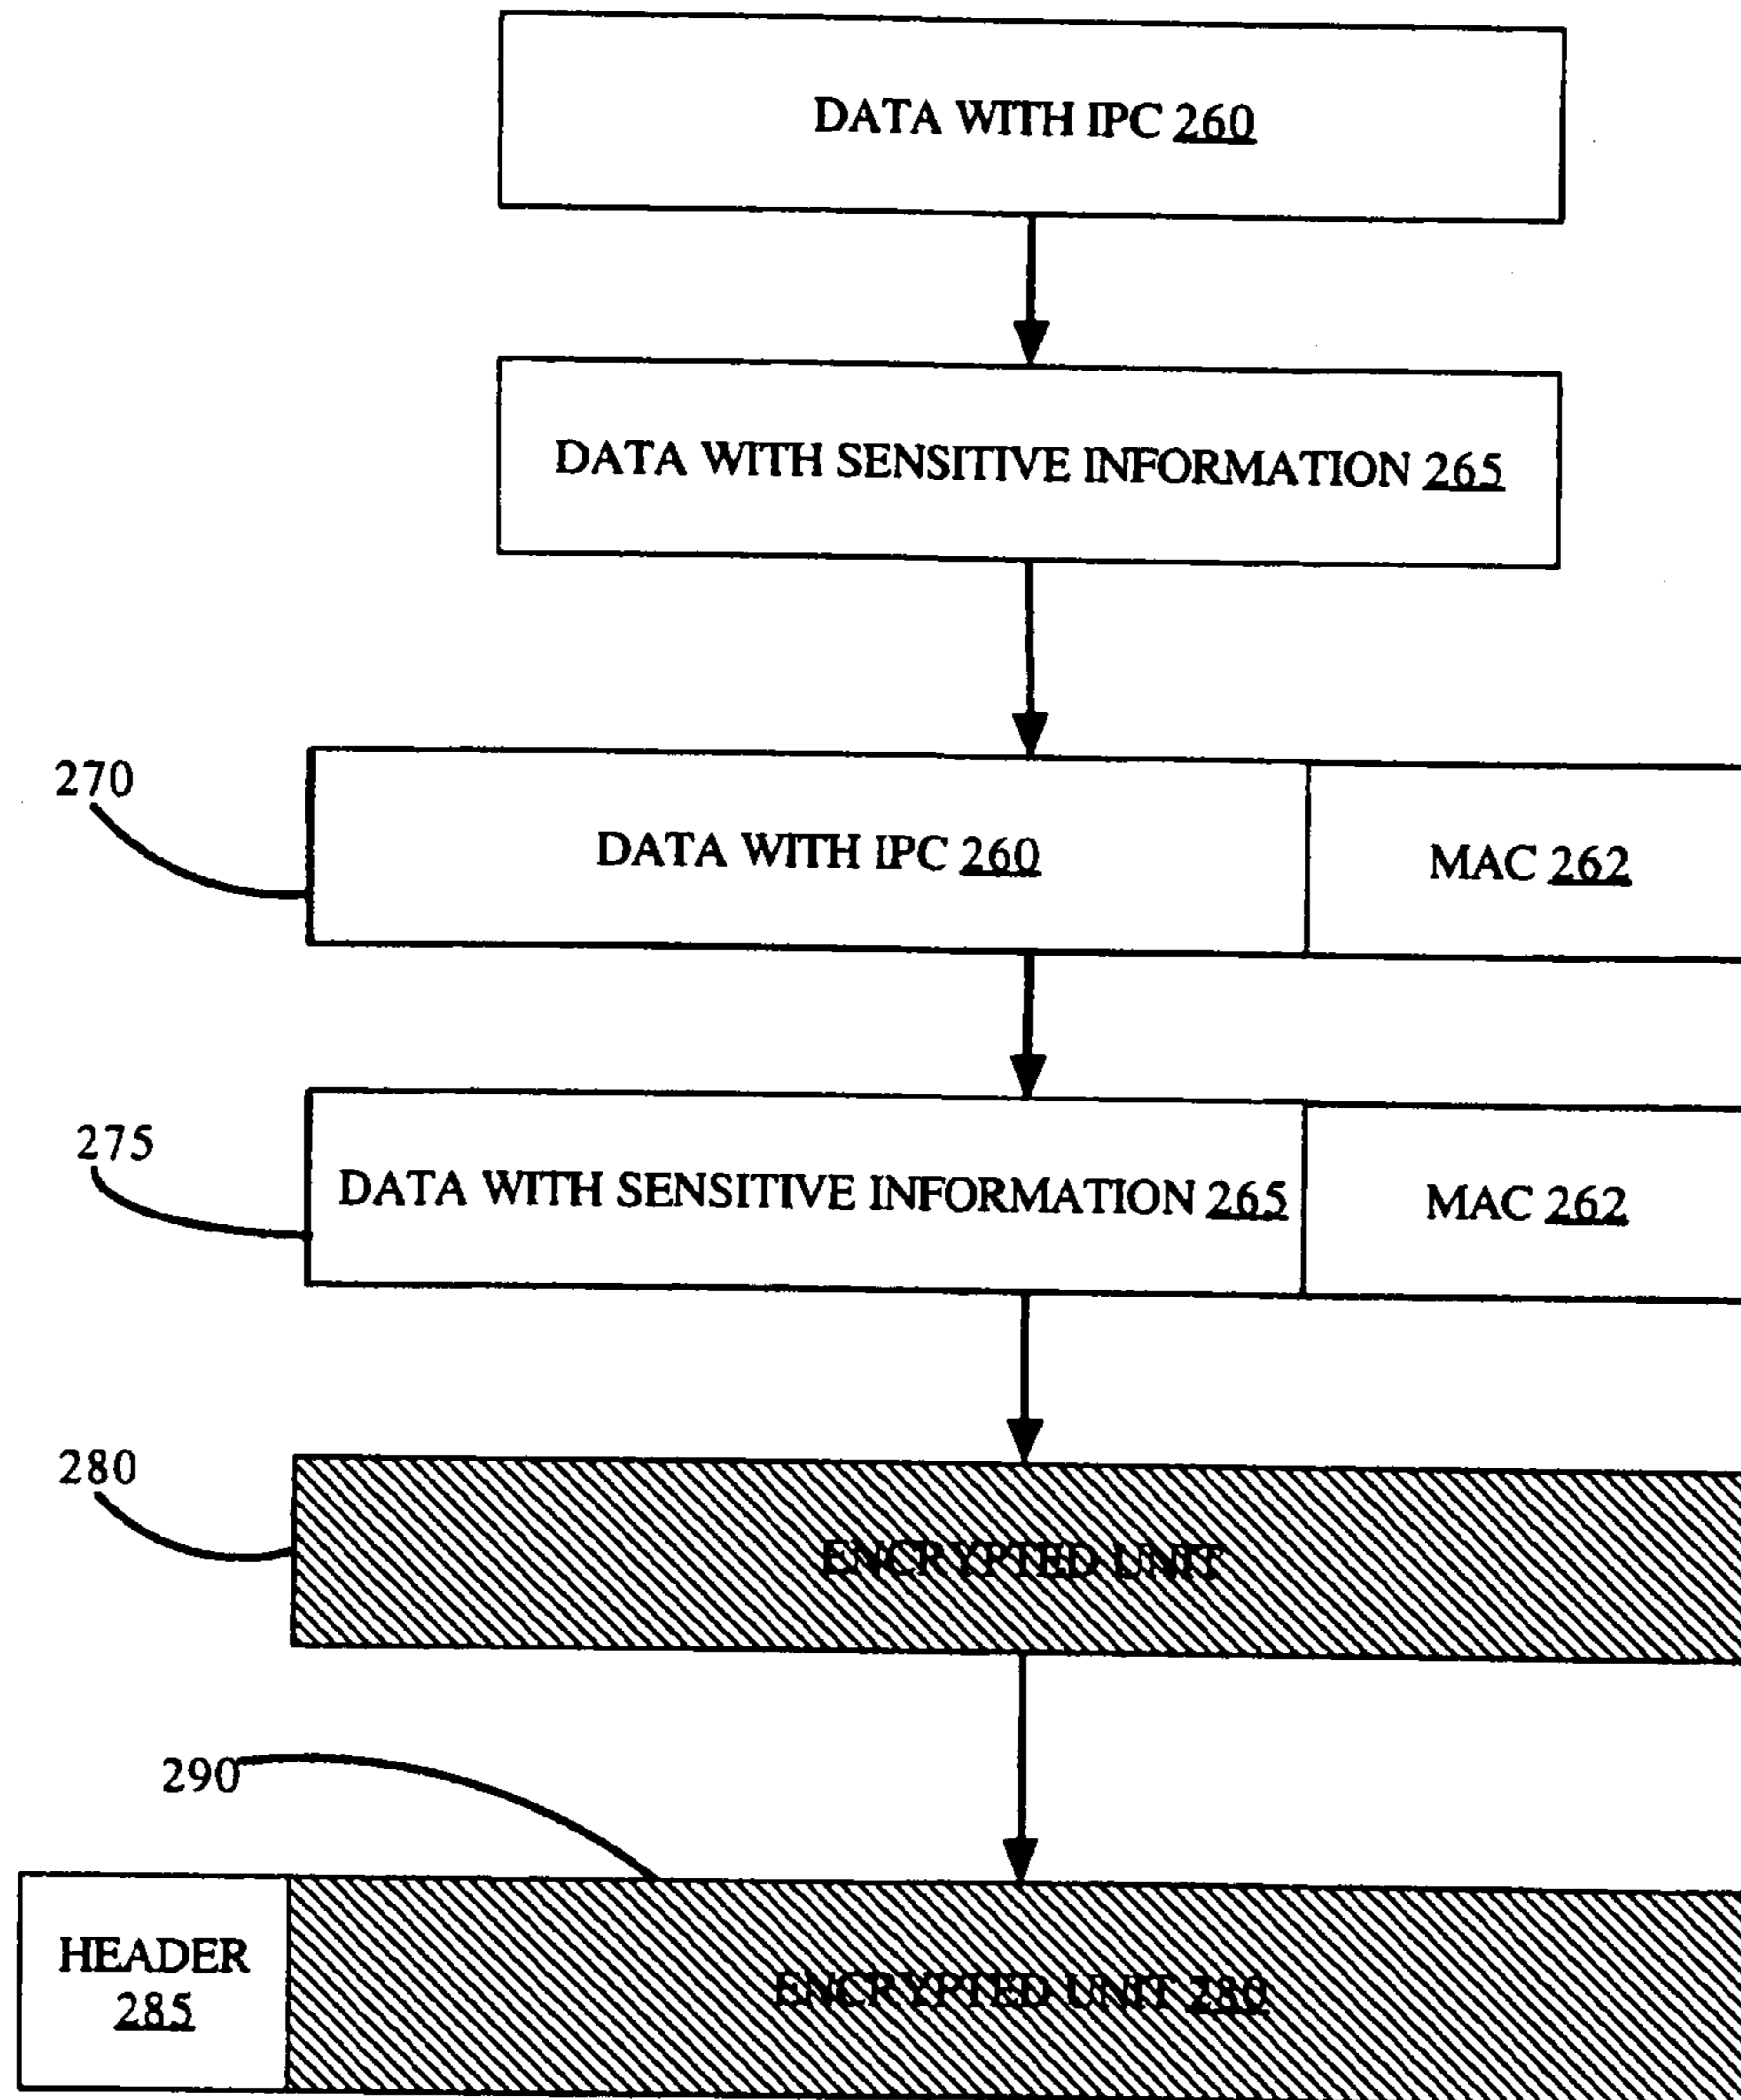 DATA WITH IPC 260
DATA WITH SENSITIVE INFORMATION 265
270
DATA WITH IPC 260
MAC 262
275
DATA WITH SENSITIVE INFORMATION 265
MAC 262
280
ENCRYPTED UNIT
290
HEADER
285
ENCRYPTED UNIT 280